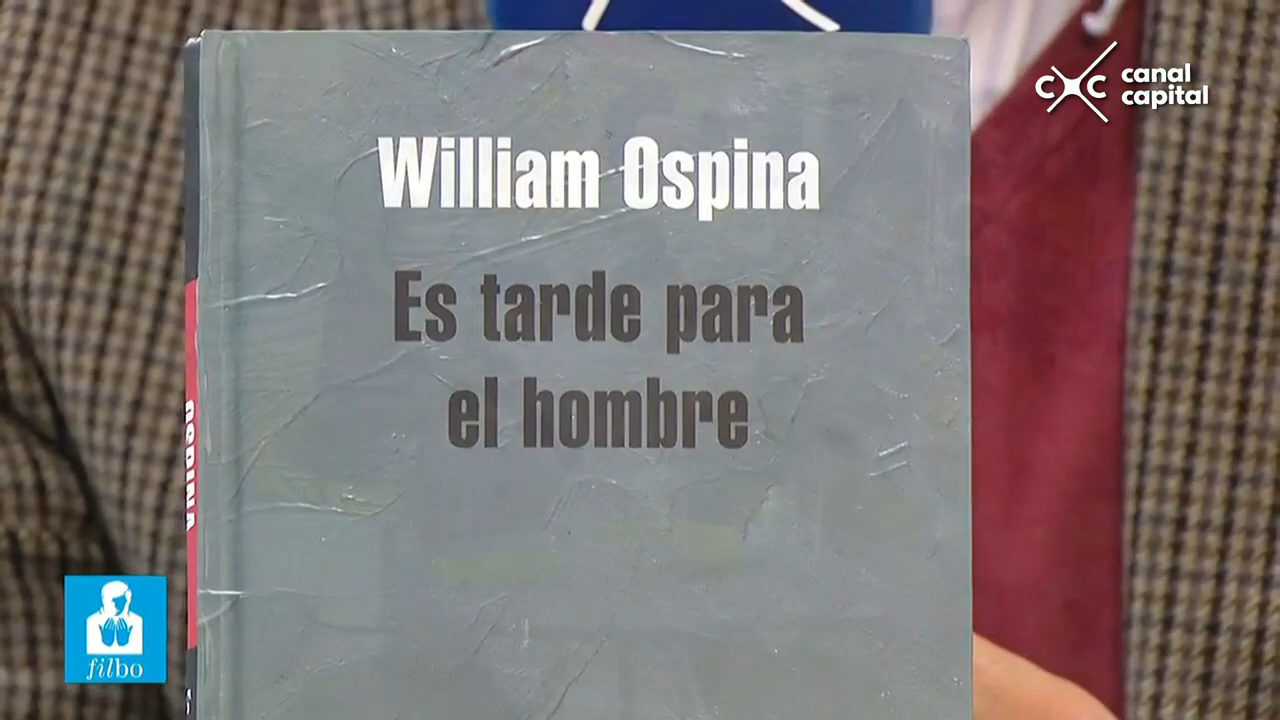 canal
capital
William Ospina
Es tarde para
el hombre
OSPINA
filbo